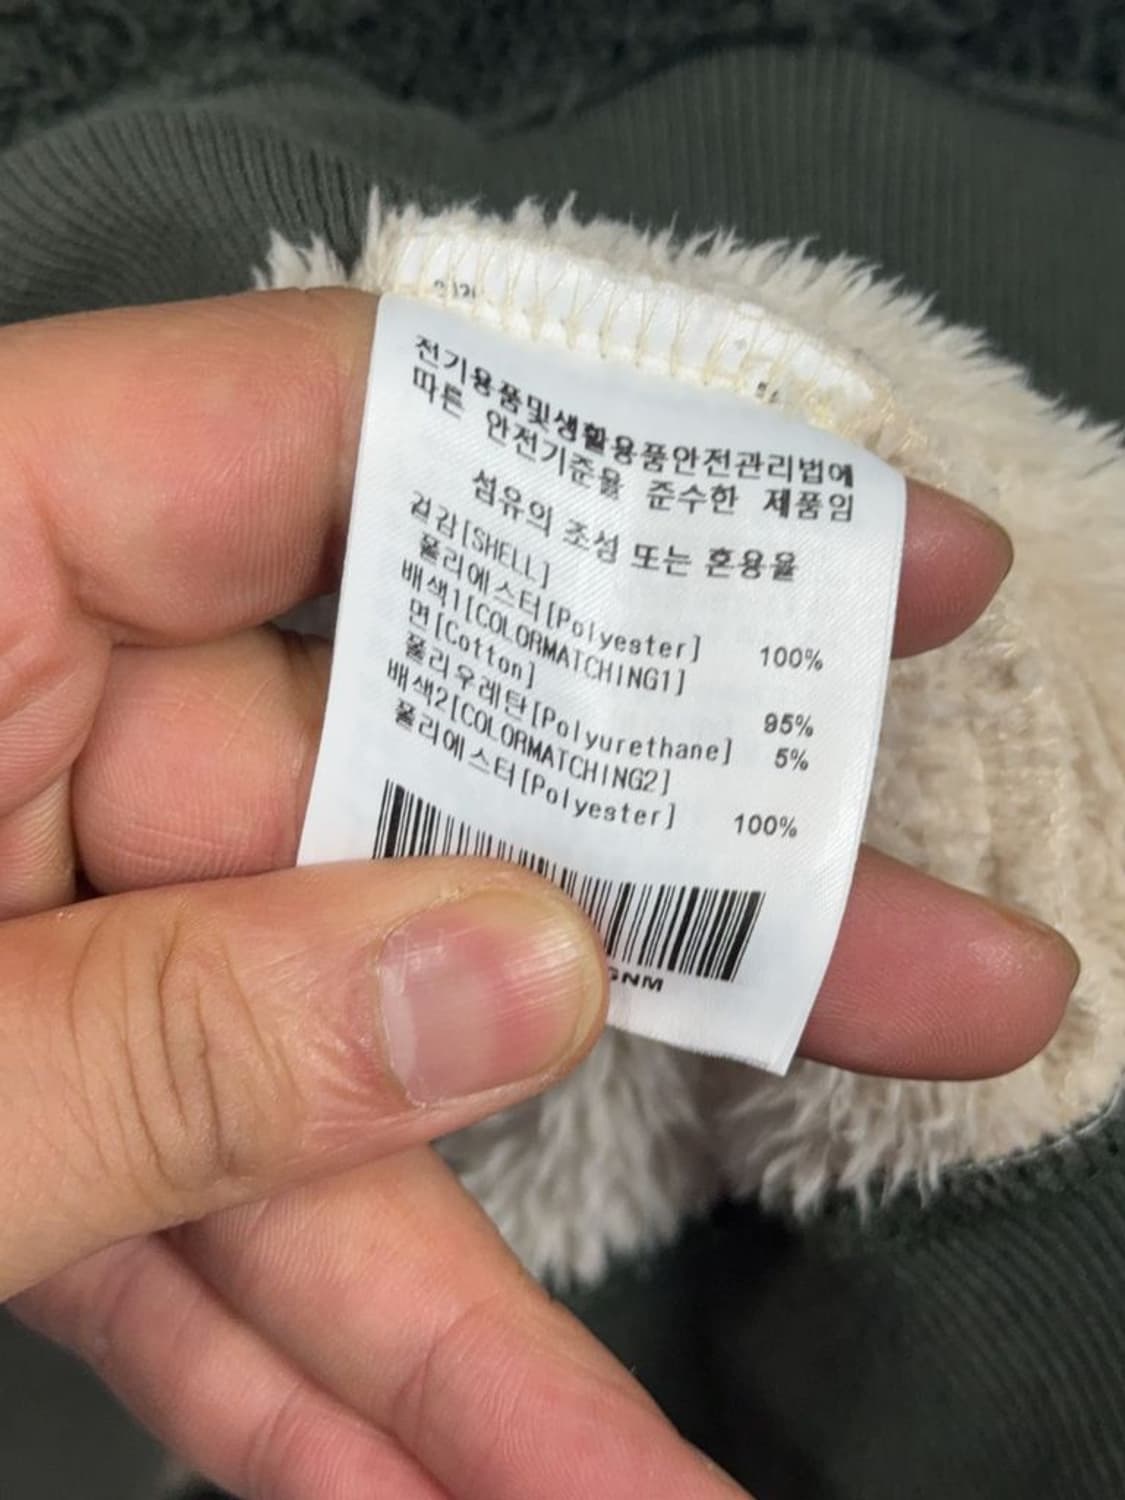 전기용품및생활용품안전관리법에
따른 안전기준을 준수한 제품임
섬유의 조성 또는 혼용율
겉감[SHELL]
폴리에스터[Polyester] 100%
배색1[COLORMATCHING1]
면[Cotton] 95%
폴리우레탄[Polyurethane] 5%
배색2[COLORMATCHING2]
폴리에스터[Polyester] 100%
GNM